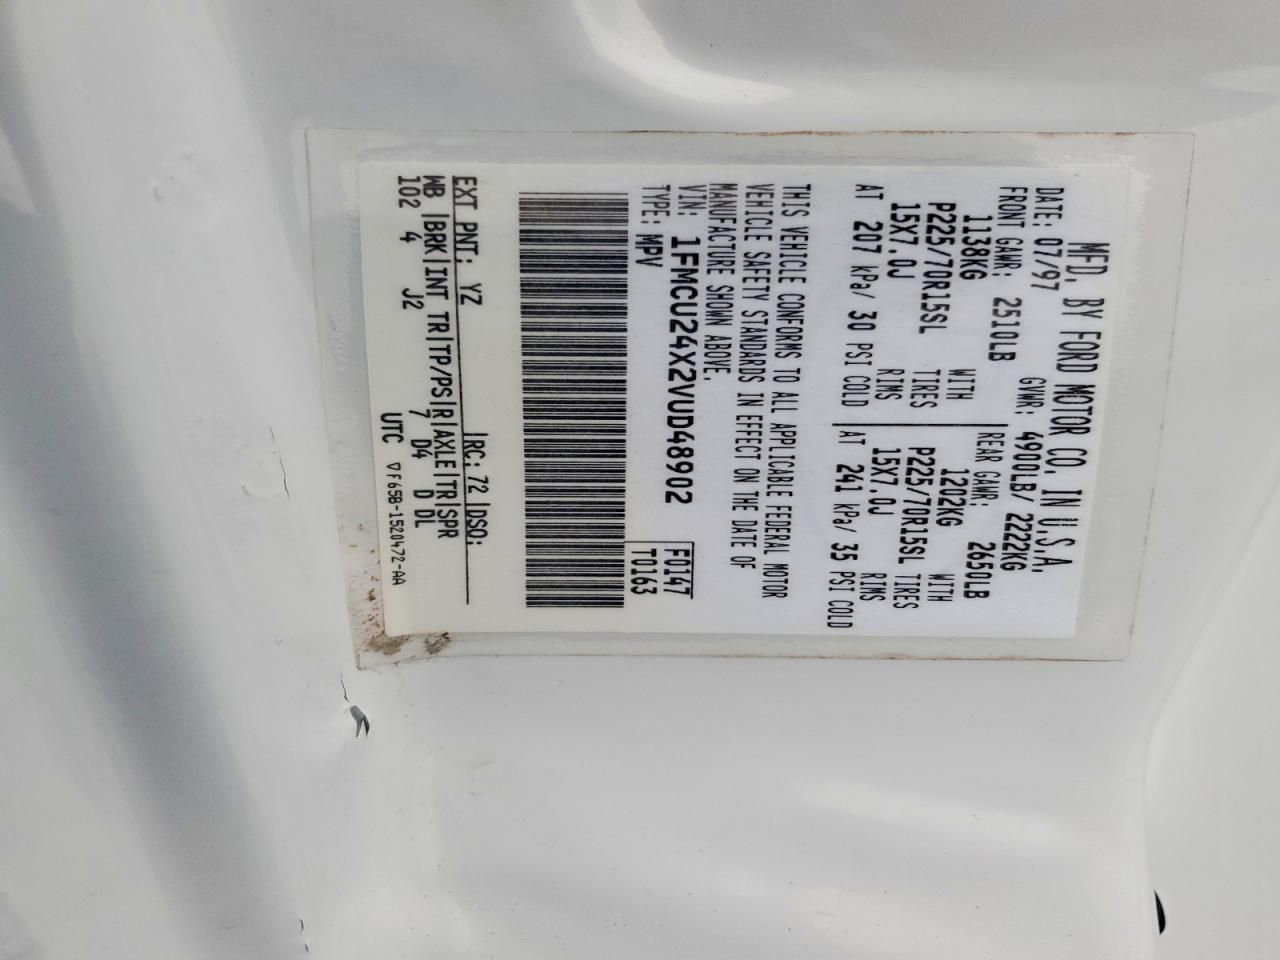 MFD. BY FORD MOTOR CO. IN U.S.A.
DATE: 07/97 GVWR: 4900LB/ 2222KG
FRONT GAWR: 2510LB REAR GAWR: 2650LB
1138KG WITH 1202KG WITH
P225/70R15SL TIRES P225/70R15SL TIRES
15X7.0J RIMS 15X7.0J RIMS
AT 207 kPa/ 30 PSI COLD AT 241 kPa/ 35 PSI COLD
THIS VEHICLE CONFORMS TO ALL APPLICABLE FEDERAL MOTOR
VEHICLE SAFETY STANDARDS IN EFFECT ON THE DATE OF
MANUFACTURE SHOWN ABOVE.
VIN: 1FMCU24X2VUD48902 F0147
TYPE: MPV T0163
EXT PNT: YZ RC: 72 DSO:
WB BRK INT TR TP/PS R AXLE TR SPR
102 4 J2 7 D4 D DL
UTC ▽F65B-1520472-AA